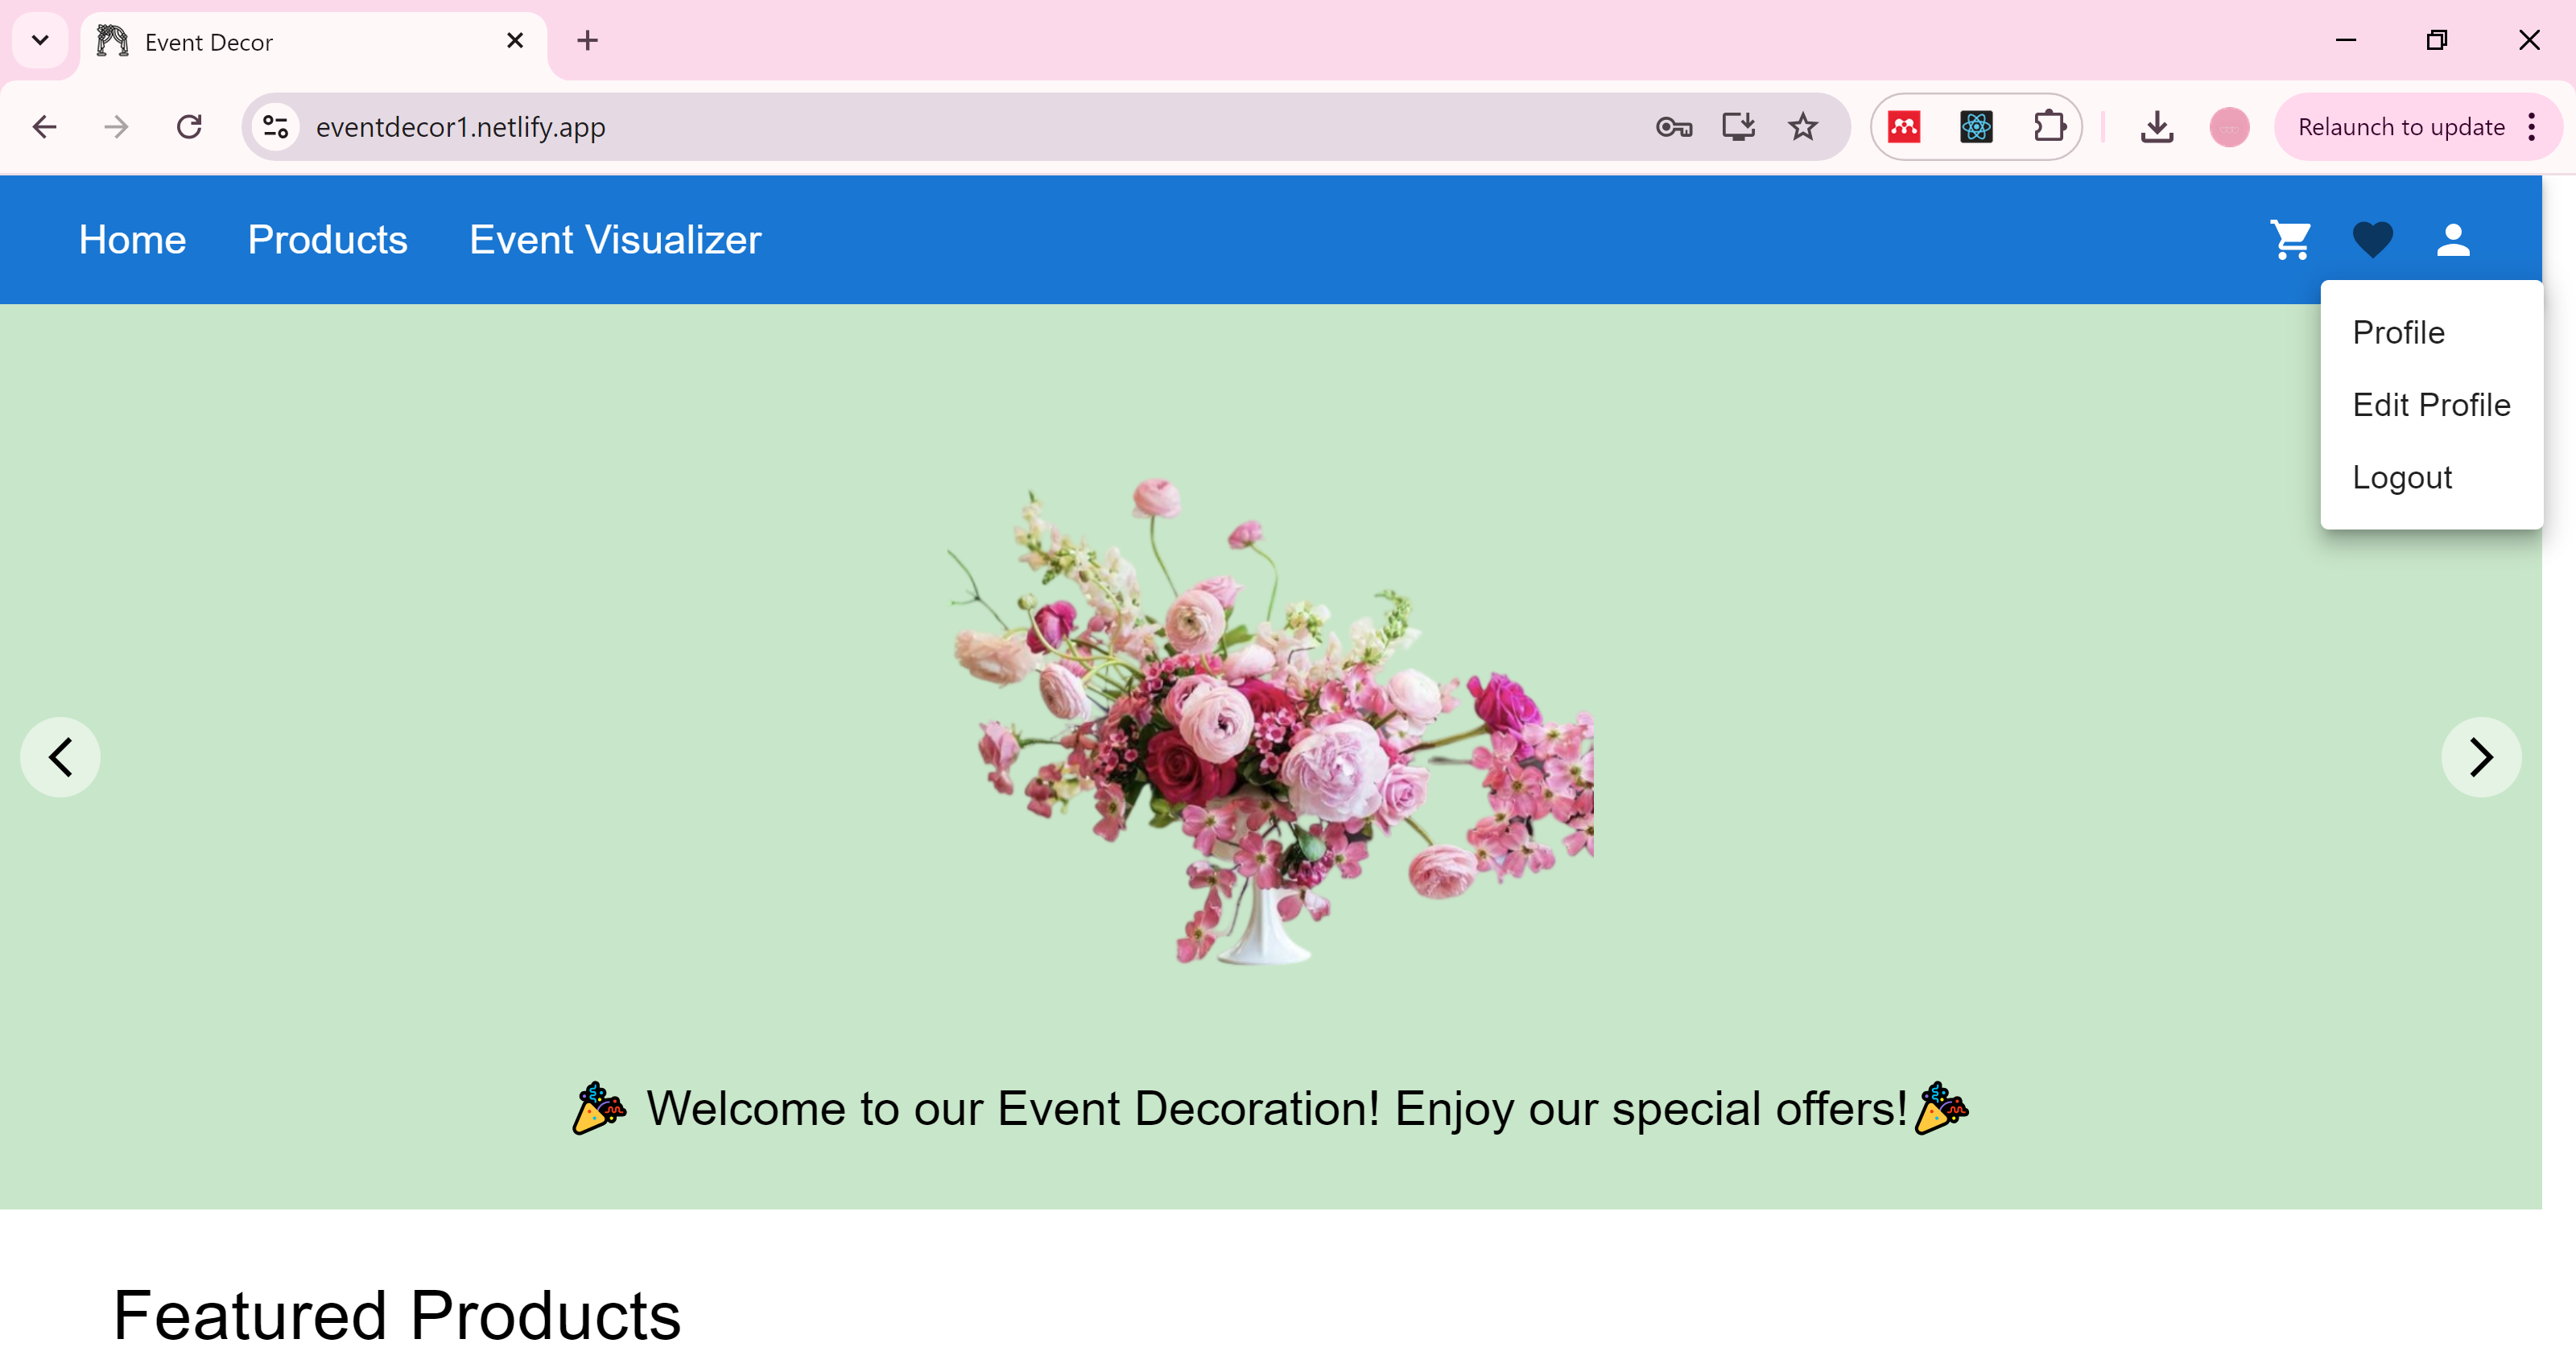 Event Decor
eventdecor1.netlify.app
Relaunch to update
Home Products Event Visualizer
Profile
Edit Profile
Logout
🎉 Welcome to our Event Decoration! Enjoy our special offers!🎉
Featured Products